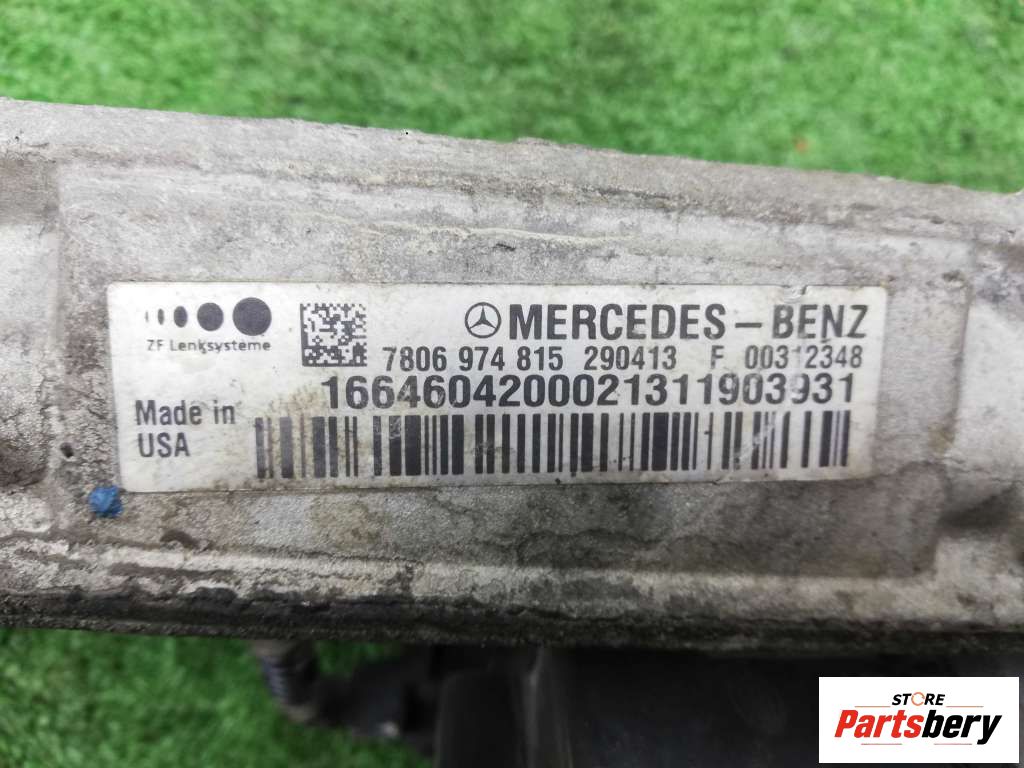 ZF Lenksysteme
MERCEDES – BENZ
7806 974 815 290413 F 00312348
1664604200021311903931
Made in
USA
STORE
Partsbery